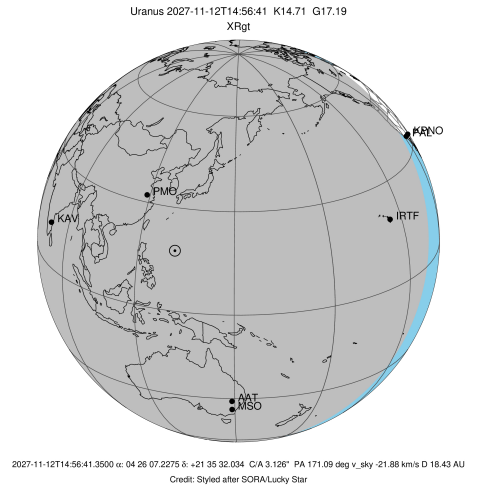 Uranus 2027-11-12T14:56:41 K14.71 G17.19
XRgt
KPNO
PMO
KAV
IRTF
AAT
MSO
2027-11-12T14:56:41.3500 α: 04 26 07.2275 δ: +21 35 32.034 C/A 3.126" PA 171.09 deg v_sky -21.88 km/s D 18.43 AU
Credit: Styled after SORA/Lucky Star